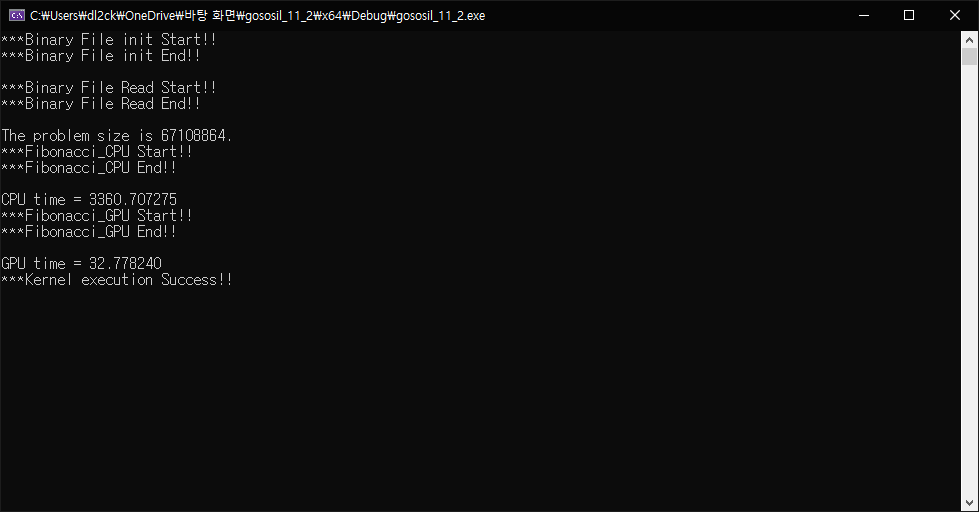 C:₩Users₩dl2ck₩OneDrive₩바탕 화면₩gososil_11_2₩x64₩Debug₩gososil_11_2.exe
***Binary File init Start!!
***Binary File init End!!
***Binary File Read Start!!
***Binary File Read End!!
The problem size is 67108864.
***Fibonacci_CPU Start!!
***Fibonacci_CPU End!!
CPU time = 3360.707275
***Fibonacci_GPU Start!!
***Fibonacci_GPU End!!
GPU time = 32.778240
***Kernel execution Success!!